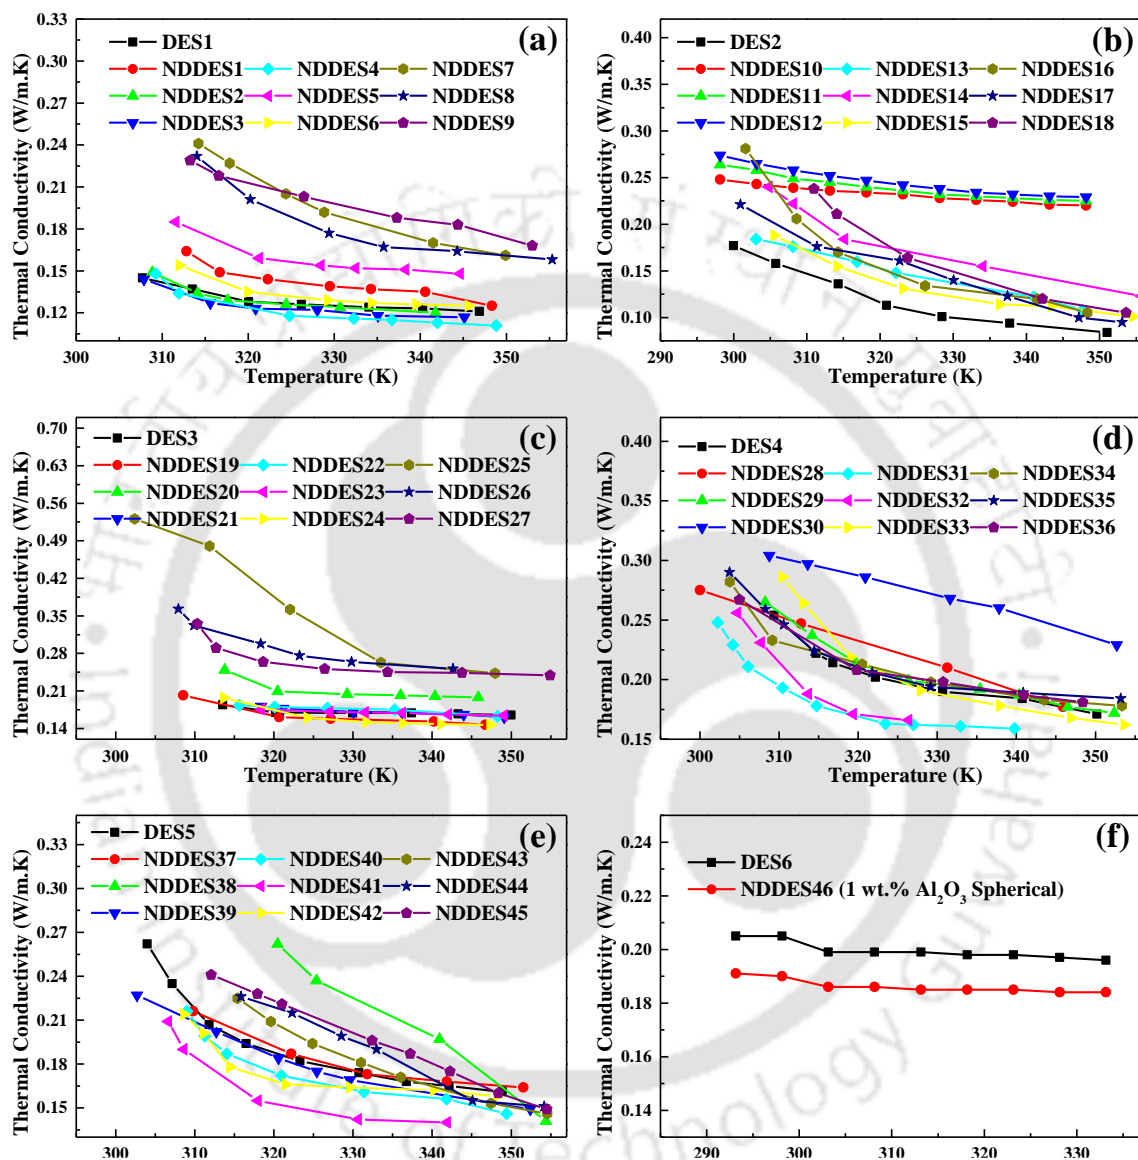 (a)
DES1
NDDES1 NDDES4 NDDES7
NDDES2 NDDES5 NDDES8
NDDES3 NDDES6 NDDES9
0.33
0.30
0.27
0.24
0.21
0.18
0.15
0.12
Thermal Conductivity (W/m.K)
300 310 320 330 340 350
Temperature (K)
(b)
DES2
NDDES10 NDDES13 NDDES16
NDDES11 NDDES14 NDDES17
NDDES12 NDDES15 NDDES18
0.40
0.35
0.30
0.25
0.20
0.15
0.10
Thermal Conductivity (W/m.K)
290 300 310 320 330 340 350
Temperature (K)
(c)
DES3
NDDES19 NDDES22 NDDES25
NDDES20 NDDES23 NDDES26
NDDES21 NDDES24 NDDES27
0.70
0.63
0.56
0.49
0.42
0.35
0.28
0.21
0.14
Thermal Conductivity (W/m.K)
300 310 320 330 340 350
Temperature (K)
(d)
DES4
NDDES28 NDDES31 NDDES34
NDDES29 NDDES32 NDDES35
NDDES30 NDDES33 NDDES36
0.40
0.35
0.30
0.25
0.20
0.15
Thermal Conductivity (W/m.K)
300 310 320 330 340 350
Temperature (K)
(e)
DES5
NDDES37 NDDES40 NDDES43
NDDES38 NDDES41 NDDES44
NDDES39 NDDES42 NDDES45
0.33
0.30
0.27
0.24
0.21
0.18
0.15
Thermal Conductivity (W/m.K)
300 310 320 330 340 350
(f)
DES6
NDDES46 (1 wt.% Al₂O₃ Spherical)
0.24
0.22
0.20
0.18
0.16
0.14
Thermal Conductivity (W/m.K)
290 300 310 320 330